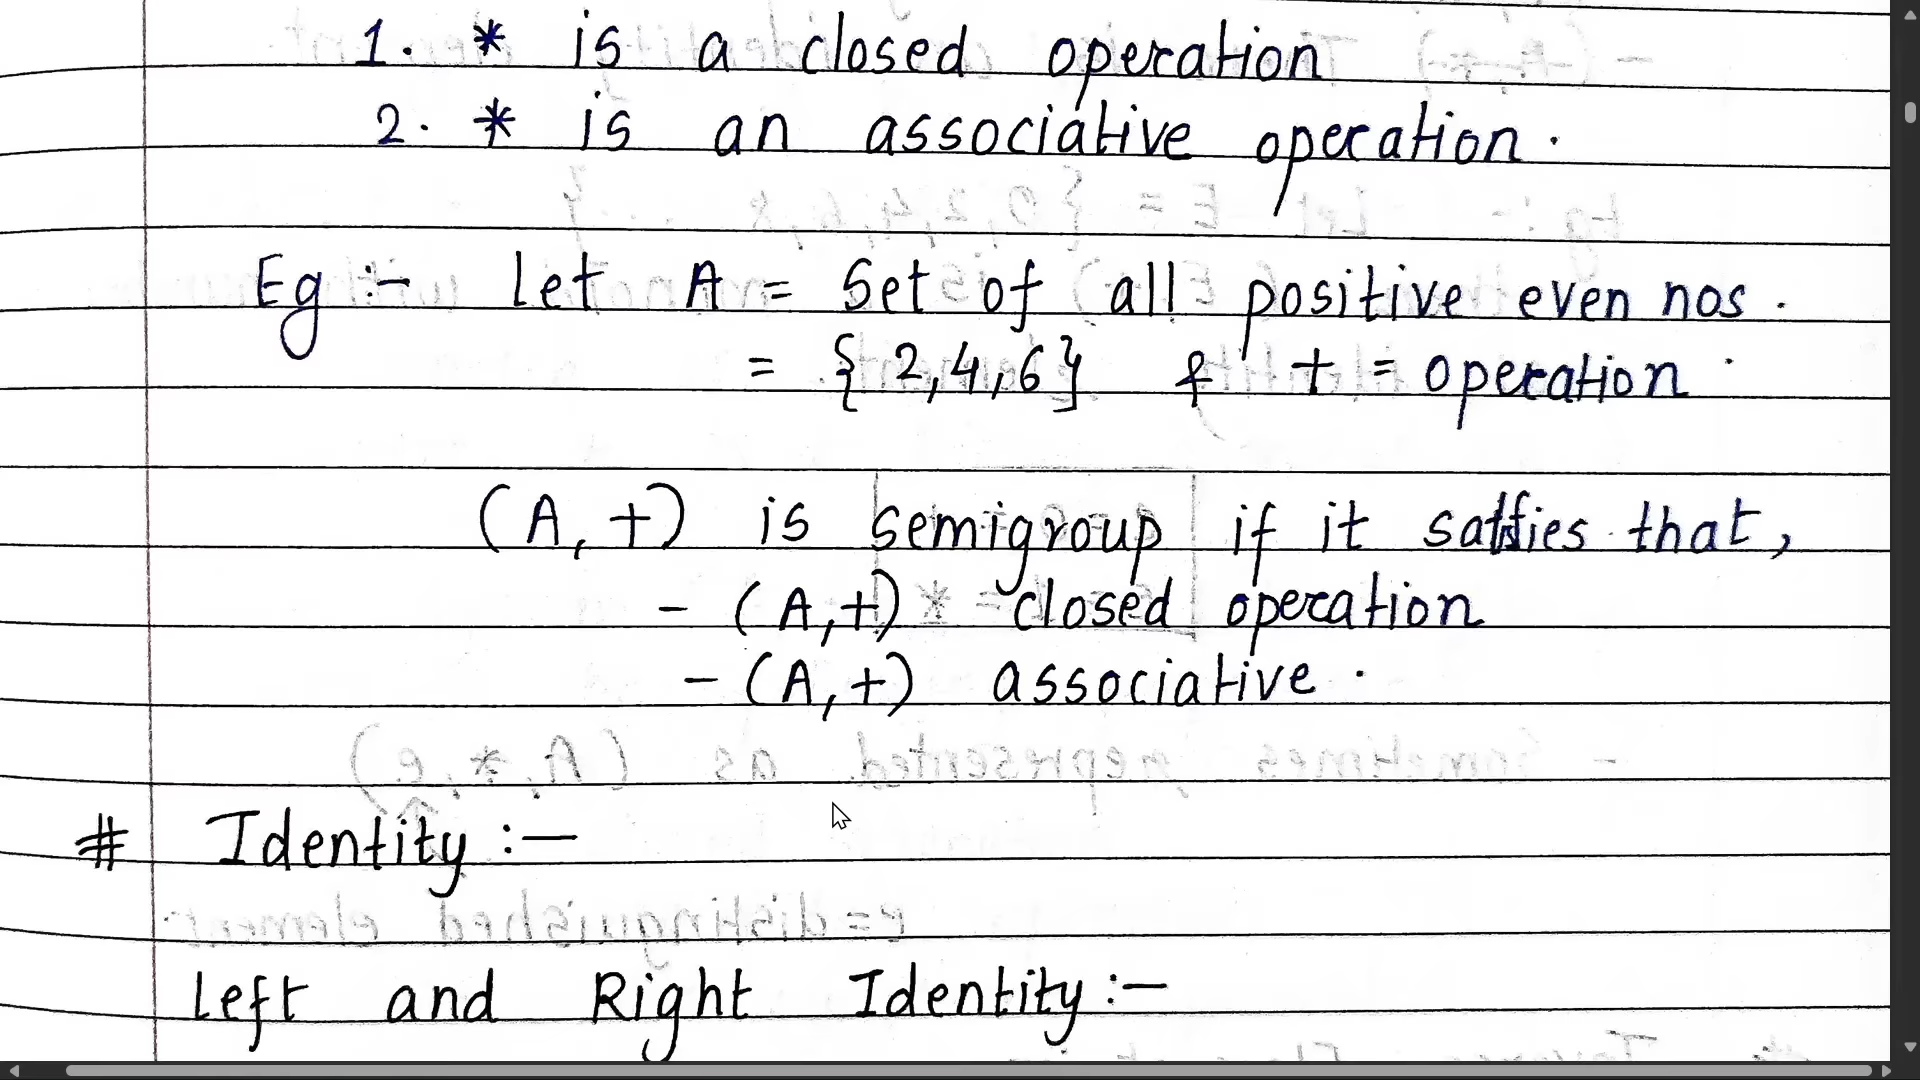 1. * is a closed operation
2. * is an associative operation.
Eg :- Let A = Set of all positive even nos.
= {2,4,6} & + = operation.
(A, +) is semigroup if it satisfies that,
- (A,+) closed operation
- (A,+) associative.
# Identity :-
Left and Right Identity :-